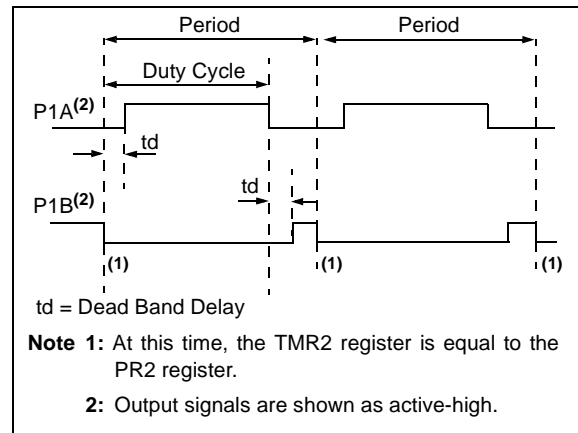 Period Period
Duty Cycle
P1A(2)
td
td
P1B(2)
(1) (1) (1)
td = Dead Band Delay
Note 1: At this time, the TMR2 register is equal to the
PR2 register.
2: Output signals are shown as active-high.